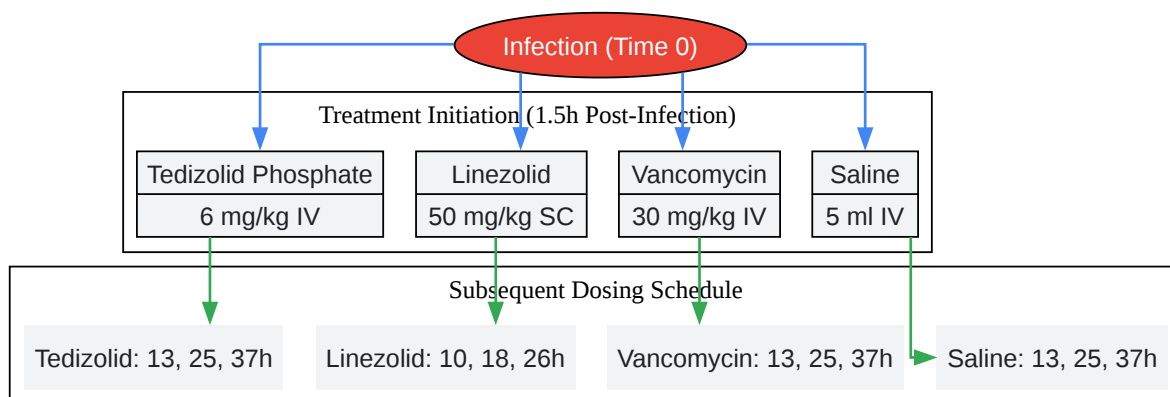 Infection (Time 0)
Treatment Initiation (1.5h Post-Infection)
Tedizolid Phosphate
6 mg/kg IV
Linezolid
50 mg/kg SC
Vancomycin
30 mg/kg IV
Saline
5 ml IV
Subsequent Dosing Schedule
Tedizolid: 13, 25, 37h
Linezolid: 10, 18, 26h
Vancomycin: 13, 25, 37h
Saline: 13, 25, 37h